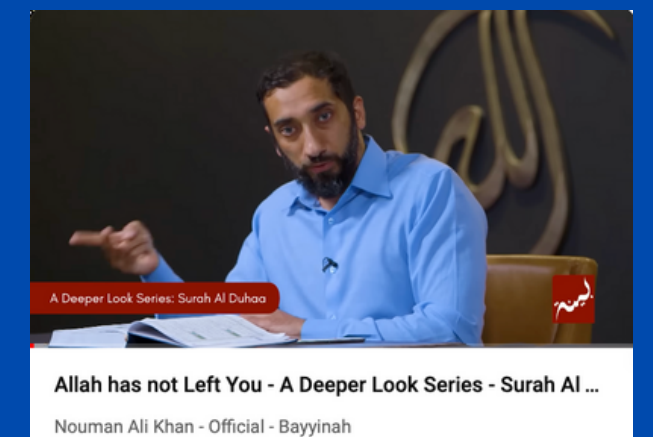 A Deeper Look Series: Surah Al Duhaa
بينة
Allah has not Left You - A Deeper Look Series - Surah Al ...
Nouman Ali Khan - Official - Bayyinah